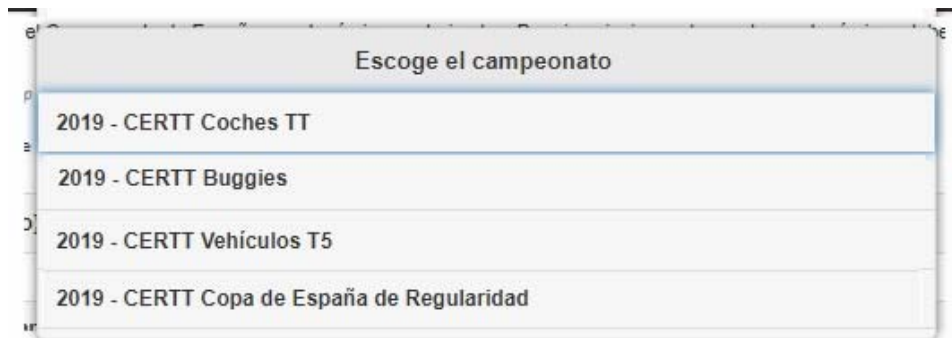 Escoge el campeonato
2019 - CERTT Coches TT
2019 - CERTT Buggies
2019 - CERTT Vehículos T5
2019 - CERTT Copa de España de Regularidad